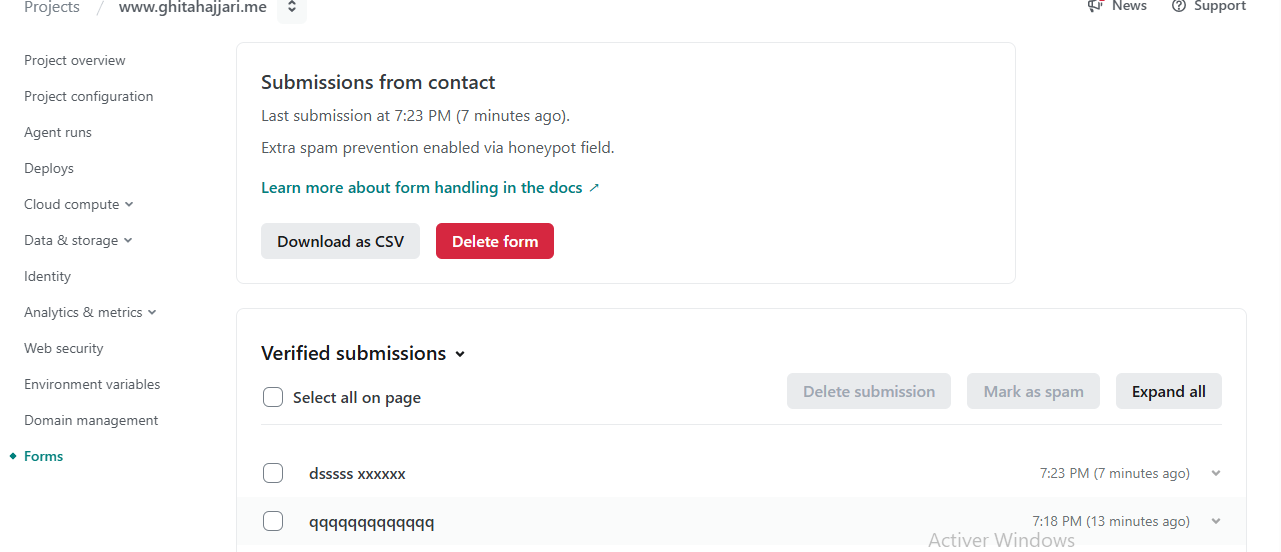 Projects / www.ghitahajjari.me
News Support
Project overview
Project configuration
Agent runs
Deploys
Cloud compute
Data & storage
Identity
Analytics & metrics
Web security
Environment variables
Domain management
Forms
Submissions from contact
Last submission at 7:23 PM (7 minutes ago).
Extra spam prevention enabled via honeypot field.
Learn more about form handling in the docs ↗
Download as CSV Delete form
Verified submissions
Select all on page Delete submission Mark as spam Expand all
dsssss xxxxxx 7:23 PM (7 minutes ago)
qqqqqqqqqqqqq 7:18 PM (13 minutes ago)
Activer Windows